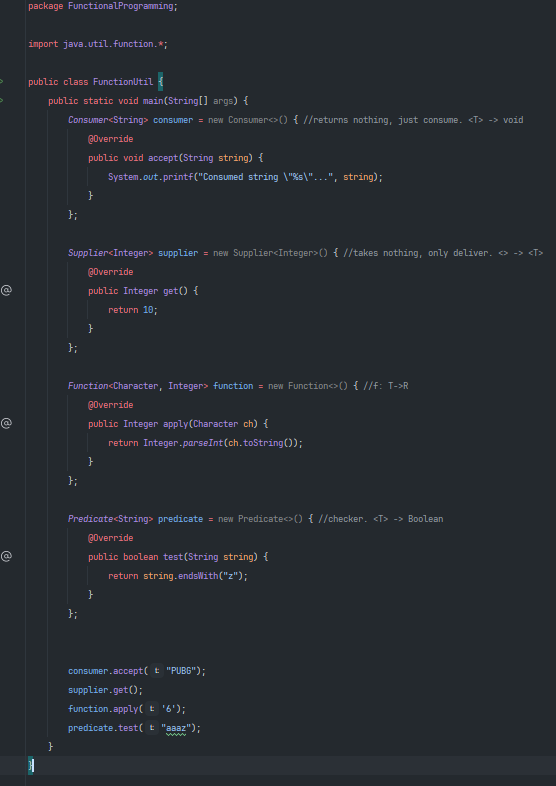 package FunctionalProgramming;
import java.util.function.*;
public class FunctionUtil {
public static void main(String[] args) {
Consumer<String> consumer = new Consumer<>() { //returns nothing, just consume. <T> -> void
@Override
public void accept(String string) {
System.out.printf("Consumed string \"%s\"...", string);
}
};
Supplier<Integer> supplier = new Supplier<Integer>() { //takes nothing, only deliver. <> -> <T>
@Override
public Integer get() {
return 10;
}
};
Function<Character, Integer> function = new Function<>() { //f: T->R
@Override
public Integer apply(Character ch) {
return Integer.parseInt(ch.toString());
}
};
Predicate<String> predicate = new Predicate<>() { //checker. <T> -> Boolean
@Override
public boolean test(String string) {
return string.endsWith("z");
}
};
consumer.accept( t: "PUBG");
supplier.get();
function.apply( t: '6');
predicate.test( t: "aaaz");
}
}